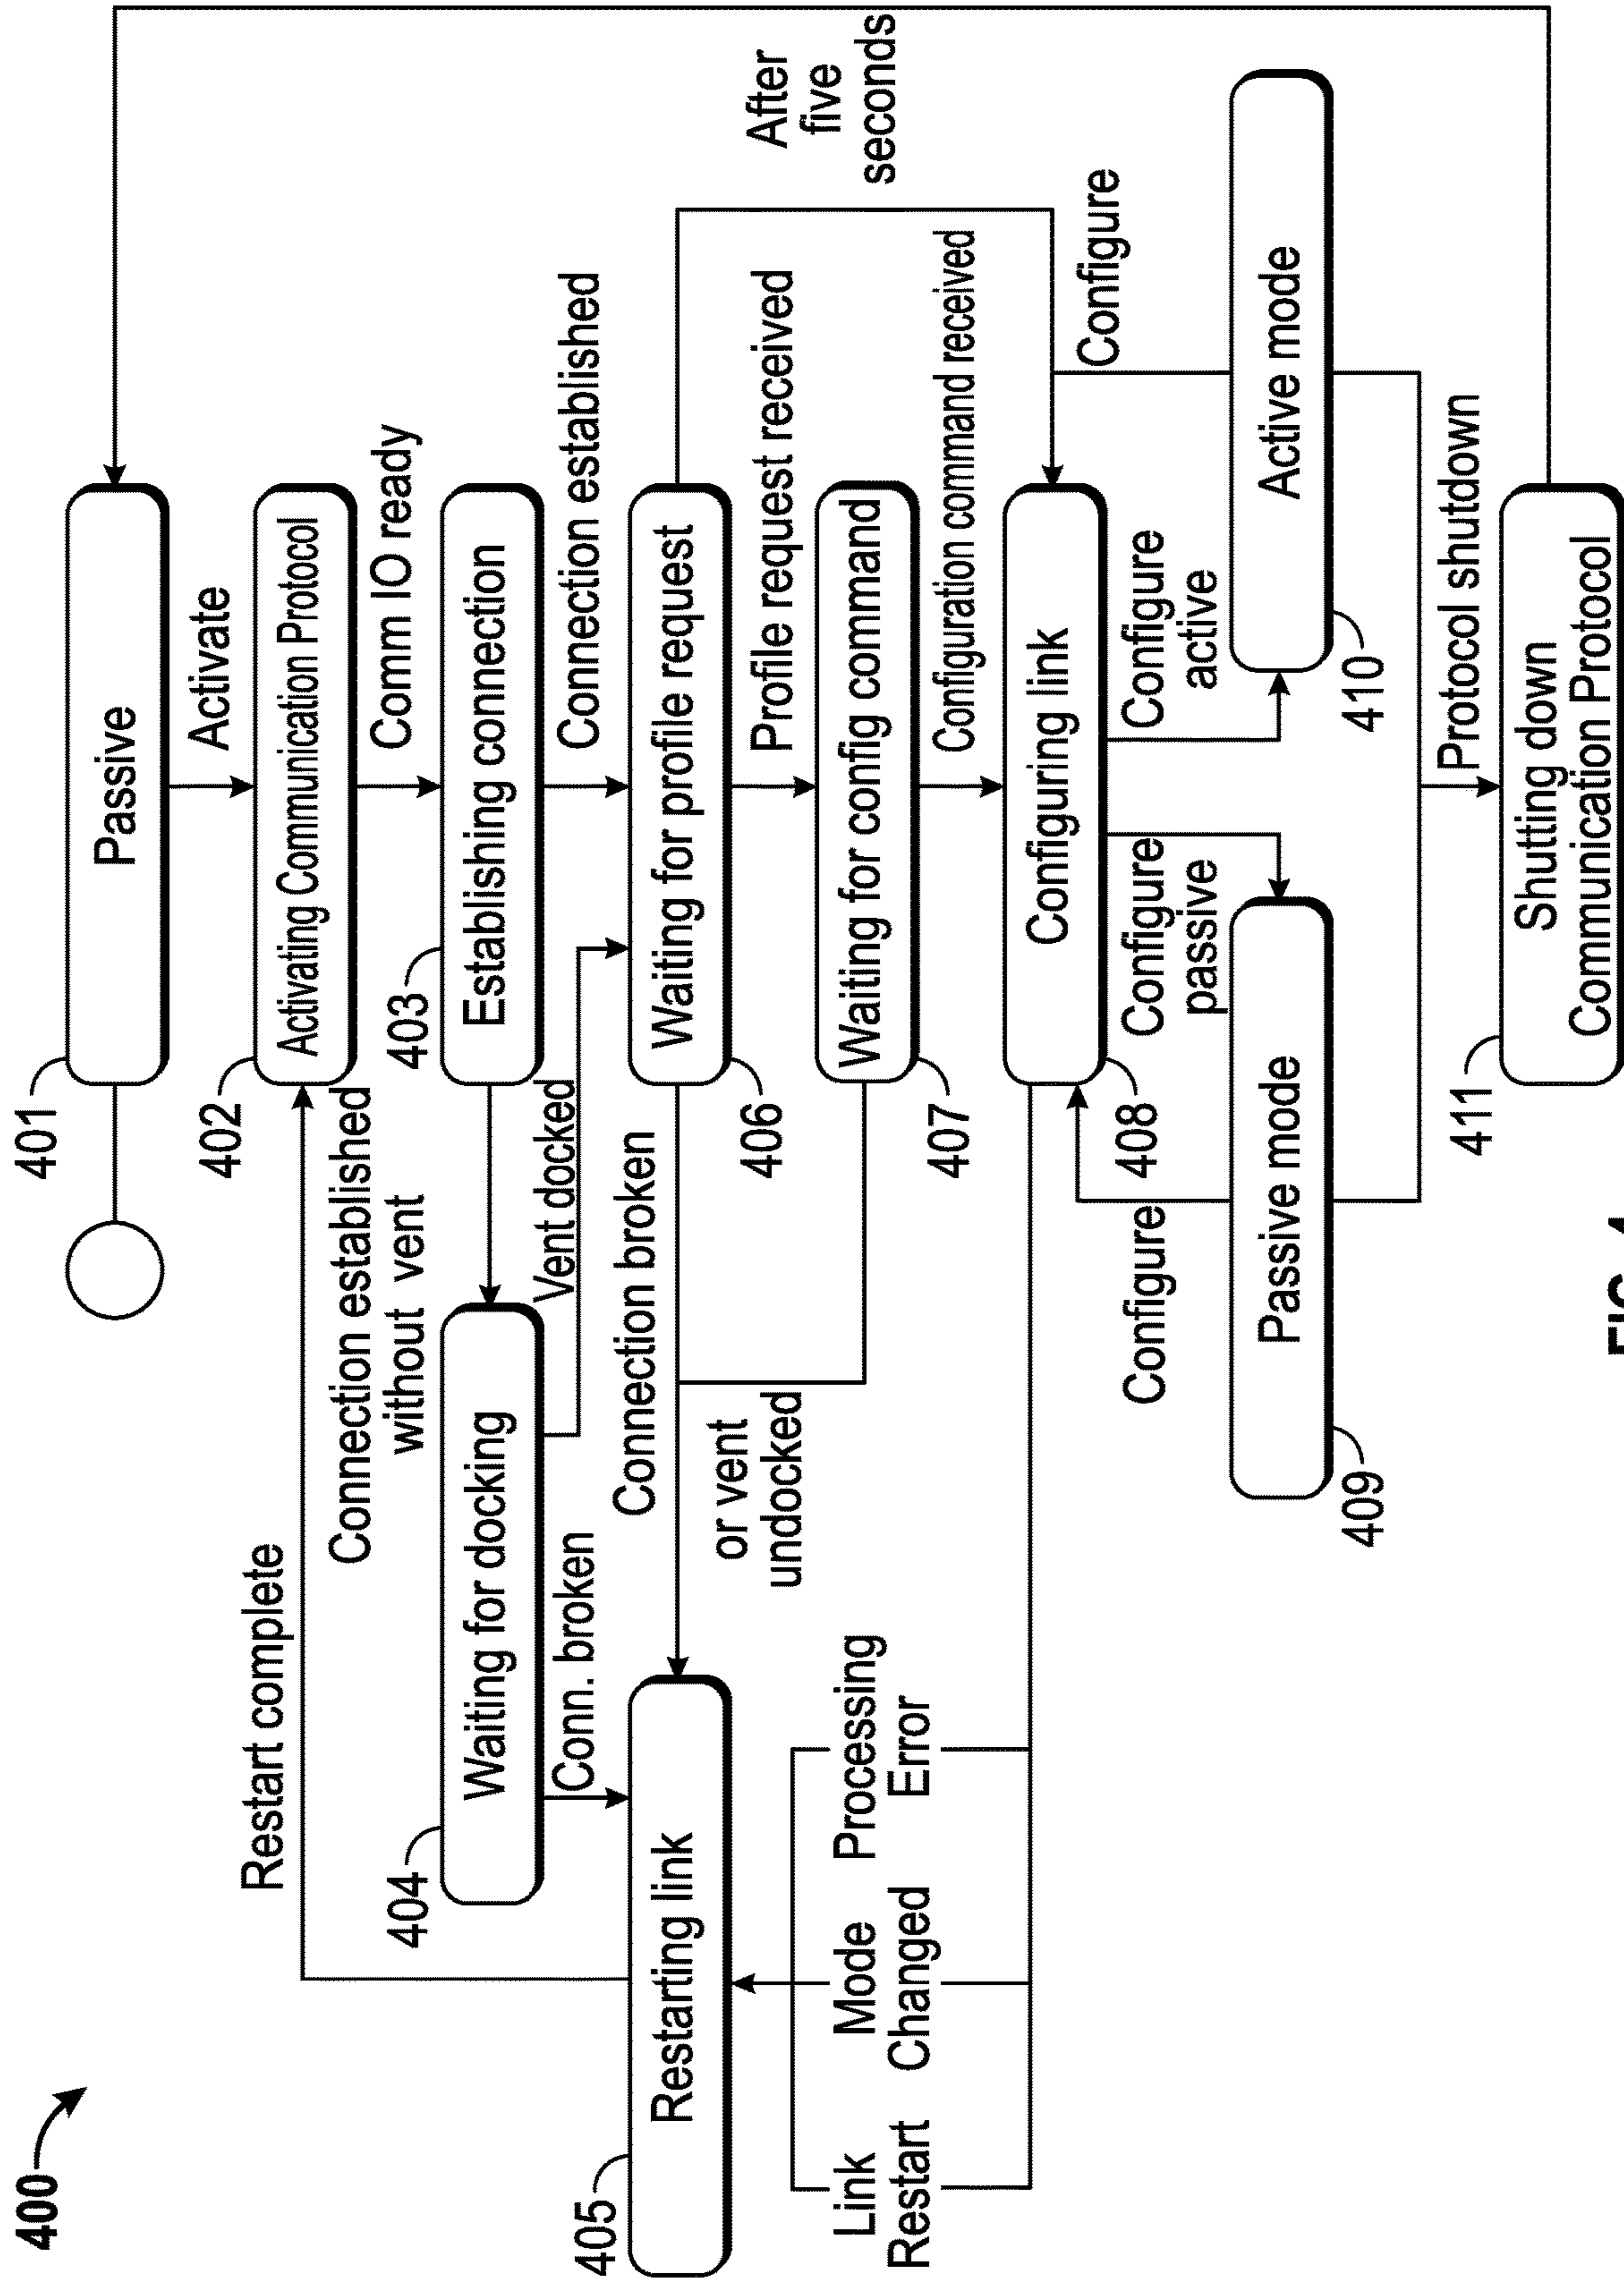 400
401
Passive
Activate
402
Activating Communication Protocol
Restart complete
Comm IO ready
Connection established
without vent
403
Establishing connection
404
Waiting for docking
Vent docked
Conn. broken
Connection established
After
five
seconds
405
Restarting link
406
Waiting for profile request
Connection broken
or vent
undocked
Profile request received
407
Waiting for config command
Configuration command received
Link
Restart
Mode
Changed
Processing
Error
408
Configuring link
Configure
Configure
passive
Configure
active
Configure
409
Passive mode
410
Active mode
Protocol shutdown
411
Shutting down
Communication Protocol